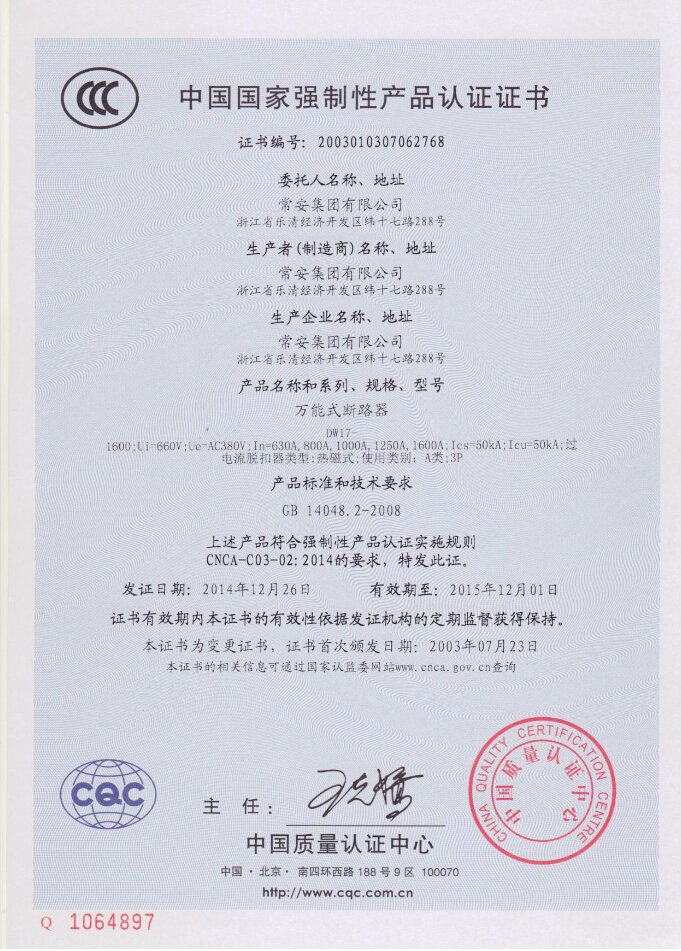 中国国家强制性产品认证证书
证书编号: 2003010307062768
委托人名称、地址
常安集团有限公司
浙江省乐清经济开发区纬十七路288号
生产者(制造商)名称、地址
常安集团有限公司
浙江省乐清经济开发区纬十七路288号
生产企业名称、地址
常安集团有限公司
浙江省乐清经济开发区纬十七路288号
产品名称和系列、规格、型号
万能式断路器
DW17-
1600;Ui=660V;Ue=AC380V;In=630A,800A,1000A,1250A,1600A;Ics=50kA;Icu=50kA;过
电流脱扣器类型:热磁式;使用类别: A类;3P
产品标准和技术要求
GB 14048.2-2008
上述产品符合强制性产品认证实施规则
CNCA-C03-02:2014的要求，特发此证。
发证日期: 2014年12月26日 有效期至: 2015年12月01日
证书有效期内本证书的有效性依据发证机构的定期监督获得保持。
本证书为变更证书，证书首次颁发日期: 2003年07月23日
本证书的相关信息可通过国家认监委网站www.cnca.gov.cn查询
CQC
主 任:
CHINA QUALITY CERTIFICATION CENTRE
中国质量认证中心
中国质量认证中心
中国·北京·南四环西路188号9区 100070
http://www.cqc.com.cn
Q 1064897